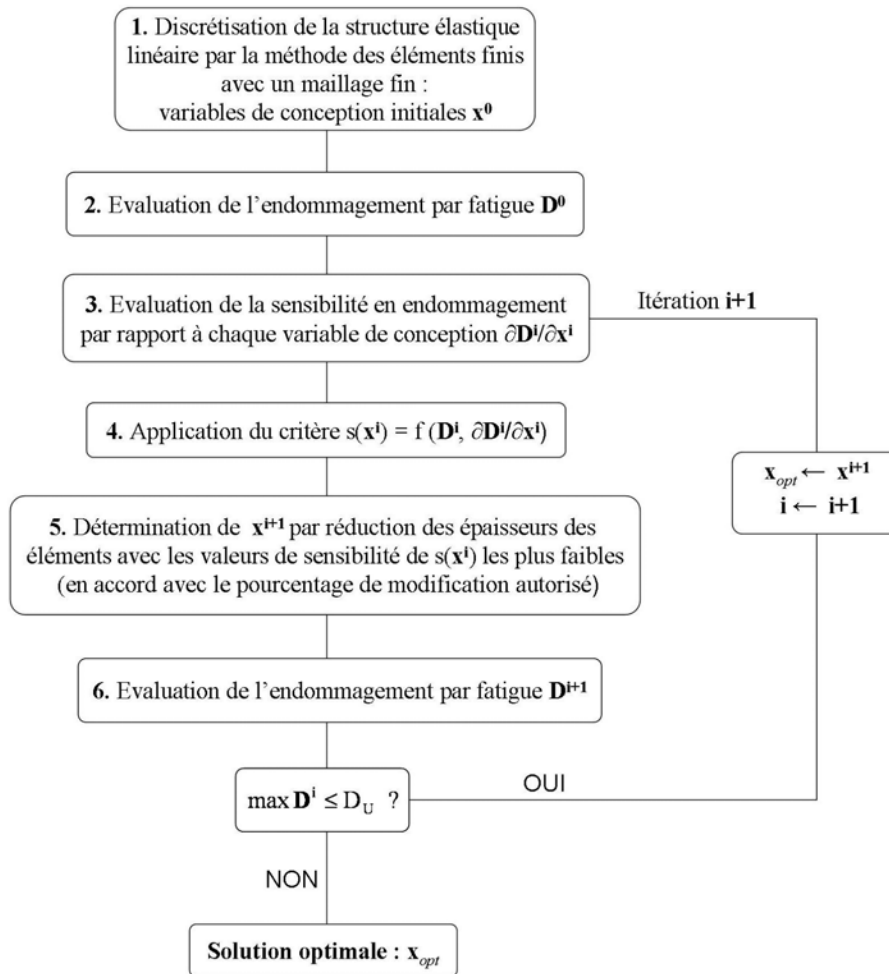 1. Discrétisation de la structure élastique
linéaire par la méthode des éléments finis
avec un maillage fin :
variables de conception initiales x⁰
2. Evaluation de l’endommagement par fatigue D⁰
3. Evaluation de la sensibilité en endommagement
par rapport à chaque variable de conception ∂Dⁱ/∂xⁱ
Itération i+1
4. Application du critère s(xⁱ) = f (Dⁱ, ∂Dⁱ/∂xⁱ)
x_opt ← xⁱ⁺¹
i ← i+1
5. Détermination de xⁱ⁺¹ par réduction des épaisseurs des
éléments avec les valeurs de sensibilité de s(xⁱ) les plus faibles
(en accord avec le pourcentage de modification autorisé)
6. Evaluation de l’endommagement par fatigue Dⁱ⁺¹
max Dⁱ ≤ D_U ?
OUI
NON
Solution optimale : x_opt